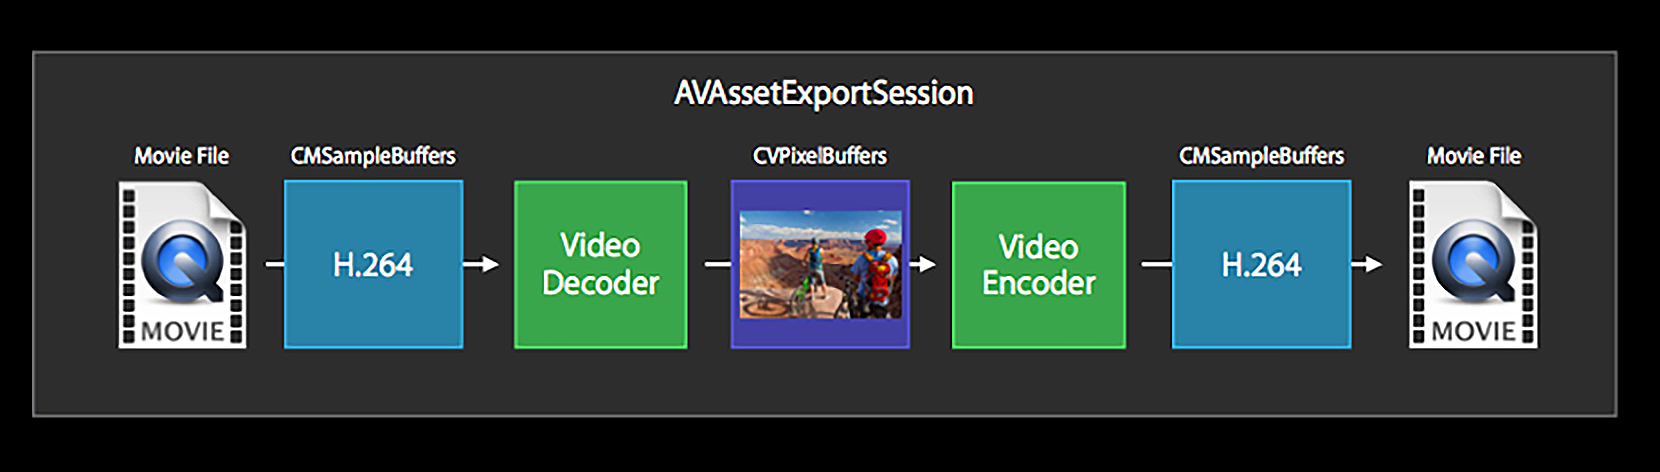 AVAssetExportSession
Movie File
CMSampleBuffers
CVPixelBuffers
CMSampleBuffers
Movie File
H.264
Video
Decoder
Video
Encoder
H.264
MOVIE
MOVIE